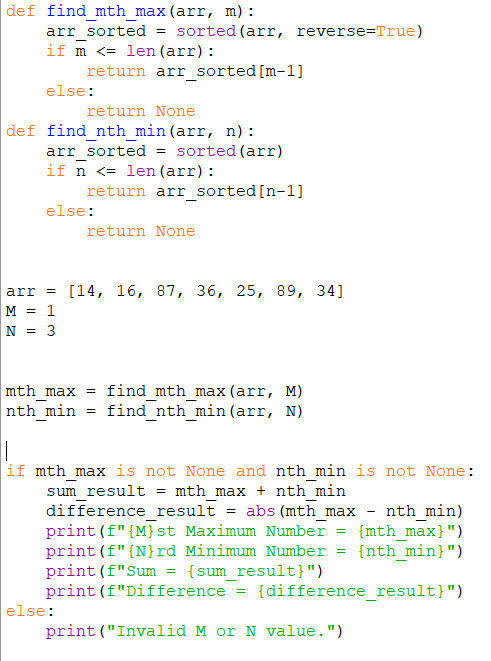 def find_mth_max(arr, m):
    arr_sorted = sorted(arr, reverse=True)
    if m <= len(arr):
        return arr_sorted[m-1]
    else:
        return None
def find_nth_min(arr, n):
    arr_sorted = sorted(arr)
    if n <= len(arr):
        return arr_sorted[n-1]
    else:
        return None
arr = [14, 16, 87, 36, 25, 89, 34]
M = 1
N = 3
mth_max = find_mth_max(arr, M)
nth_min = find_nth_min(arr, N)
if mth_max is not None and nth_min is not None:
    sum_result = mth_max + nth_min
    difference_result = abs(mth_max - nth_min)
    print(f"{M}st Maximum Number = {mth_max}")
    print(f"{N}rd Minimum Number = {nth_min}")
    print(f"Sum = {sum_result}")
    print(f"Difference = {difference_result}")
else:
    print("Invalid M or N value.")